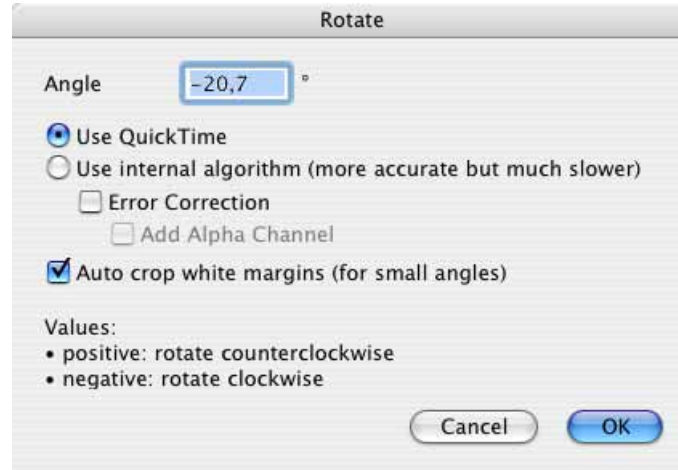 Rotate
Angle -20,7 °
Use QuickTime
Use internal algorithm (more accurate but much slower)
Error Correction
Add Alpha Channel
Auto crop white margins (for small angles)
Values:
• positive: rotate counterclockwise
• negative: rotate clockwise
Cancel OK